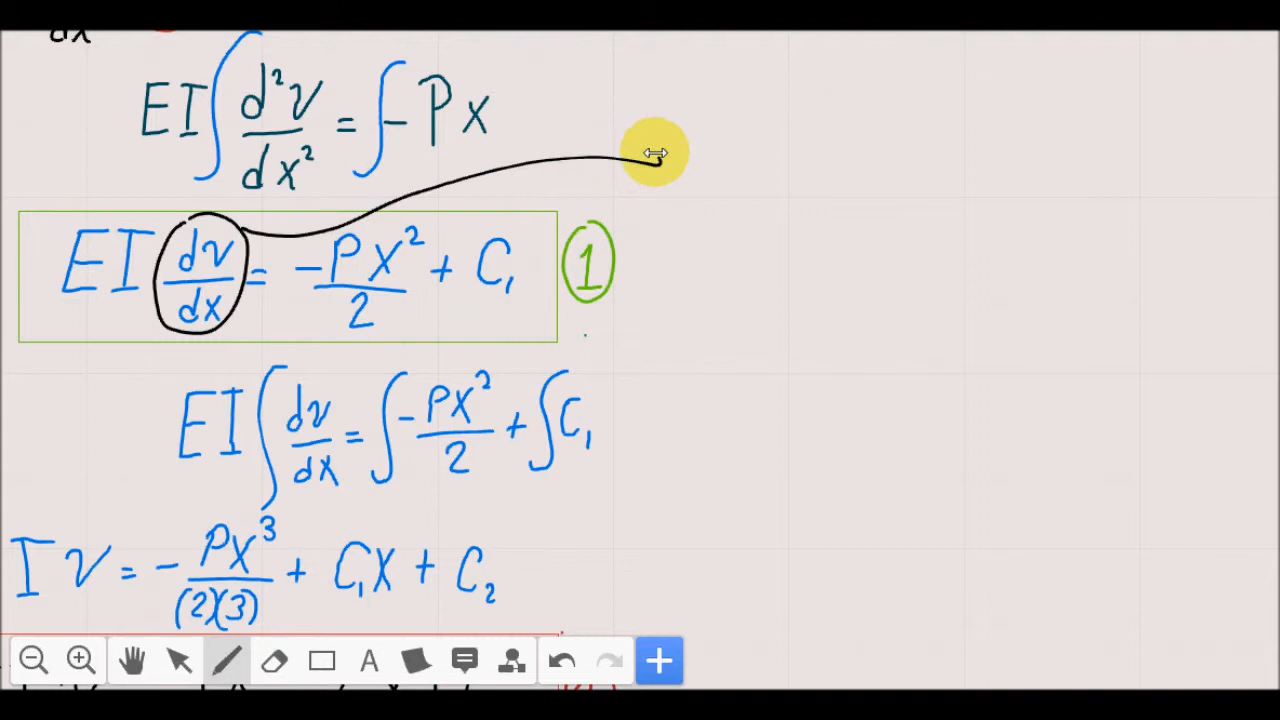 dx
EI∫ d²v/dx² = ∫-Px
EI dv/dx = -Px²/2 + C₁ ①
EI∫ dv/dx = ∫-Px²/2 + ∫C₁
I v = -Px³/(2)(3) + C₁x + C₂
A